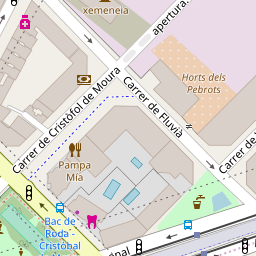 xemeneia
apertura.
Horts dels
Pebrots
Carrer de Fluvià
Carrer de Cristòfol de Moura
Carrer de
Pampa
Mía
Bac de
Roda -
Cristòbal